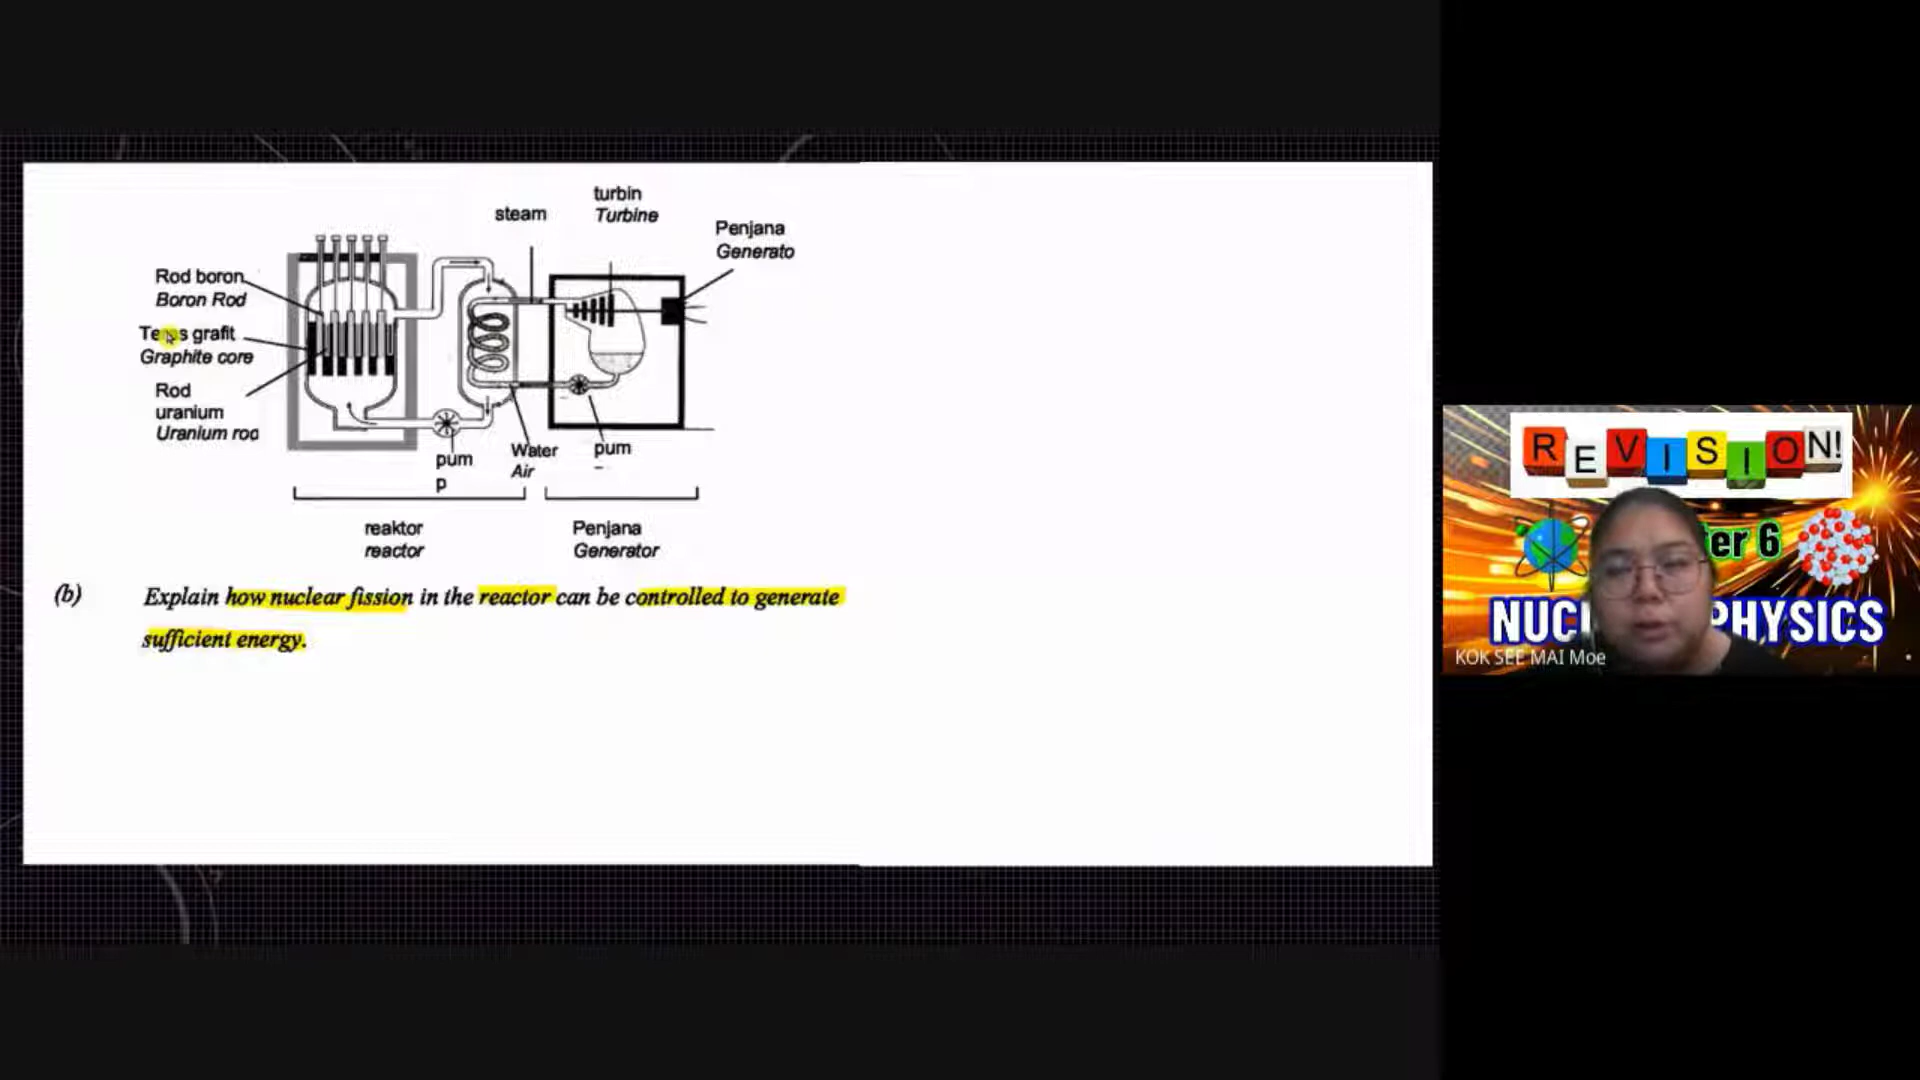 turbin
Turbine
steam
Penjana
Generato
Rod boron
Boron Rod
Teras grafit
Graphite core
Rod
uranium
Uranium rod
pum
p
Water
Air
pum
reaktor
reactor
Penjana
Generator
(b) Explain how nuclear fission in the reactor can be controlled to generate
sufficient energy.
REVISION!
er 6
NUC PHYSICS
KOK SEE MAI Moe